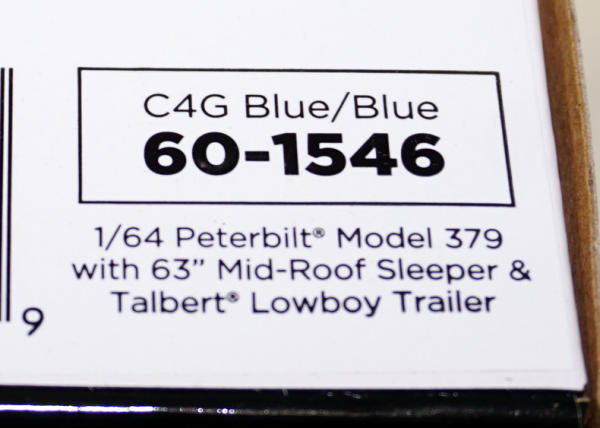 C4G Blue/Blue
60-1546
1/64 Peterbilt® Model 379
with 63” Mid-Roof Sleeper &
Talbert® Lowboy Trailer
9